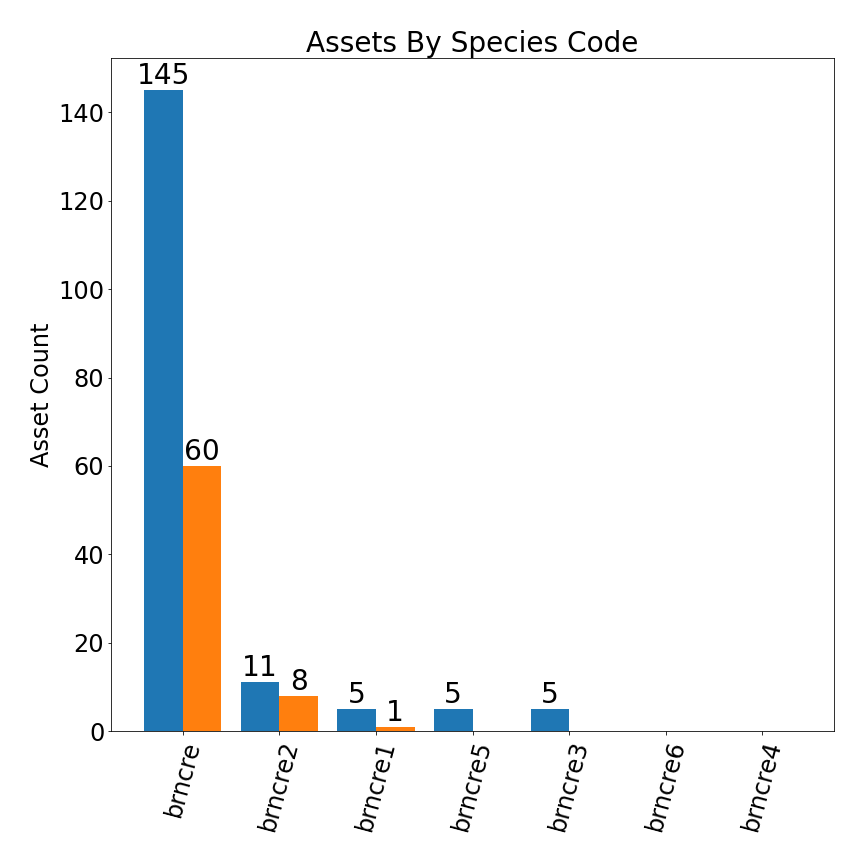 Assets By Species Code
Asset Count
140
120
100
80
60
40
20
0
145
60
11
8
5
1
5
5
brncre
brncre2
brncre1
brncre5
brncre3
brncre6
brncre4